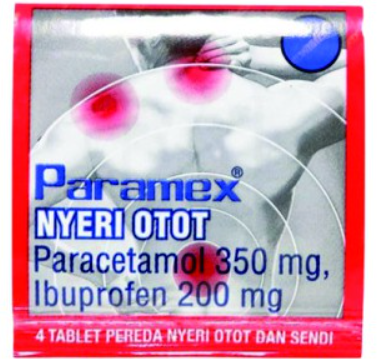 Paramex®
NYERI OTOT
Paracetamol 350 mg,
Ibuprofen 200 mg
4 TABLET PEREDA NYERI OTOT DAN SENDI